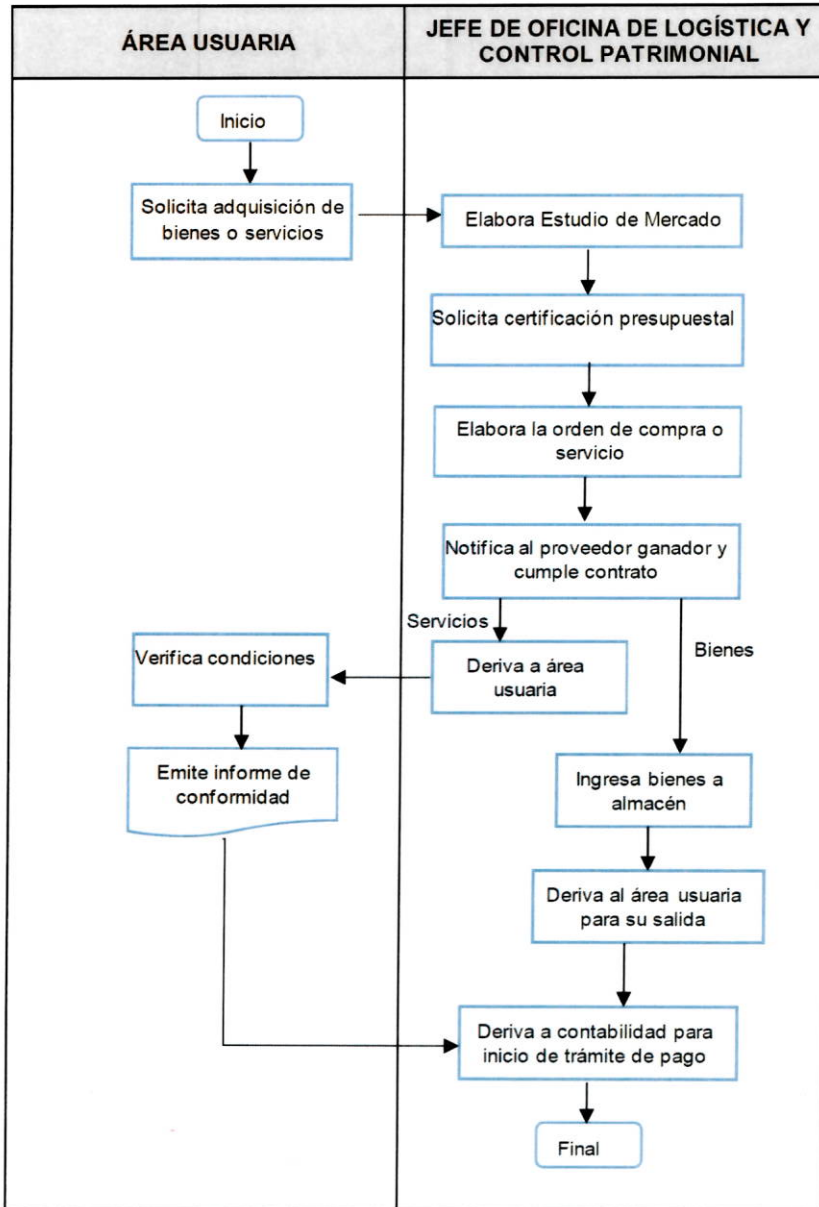 ÁREA USUARIA
JEFE DE OFICINA DE LOGÍSTICA Y
CONTROL PATRIMONIAL
Inicio
Solicita adquisición de
bienes o servicios
Elabora Estudio de Mercado
Solicita certificación presupuestal
Elabora la orden de compra o
servicio
Notifica al proveedor ganador y
cumple contrato
Servicios
Bienes
Deriva a área
usuaria
Verifica condiciones
Emite informe de
conformidad
Ingresa bienes a
almacén
Deriva al área usuaria
para su salida
Deriva a contabilidad para
inicio de trámite de pago
Final